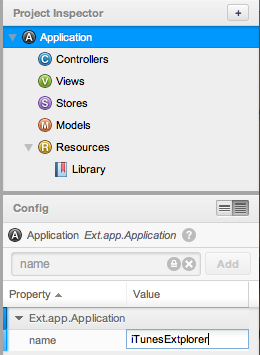 Project Inspector
+
A Application
C Controllers
V Views
S Stores
M Models
R Resources
Library
Config
A Application Ext.app.Application ?
name Add
Property Value
Ext.app.Application
name iTunesExtplorer